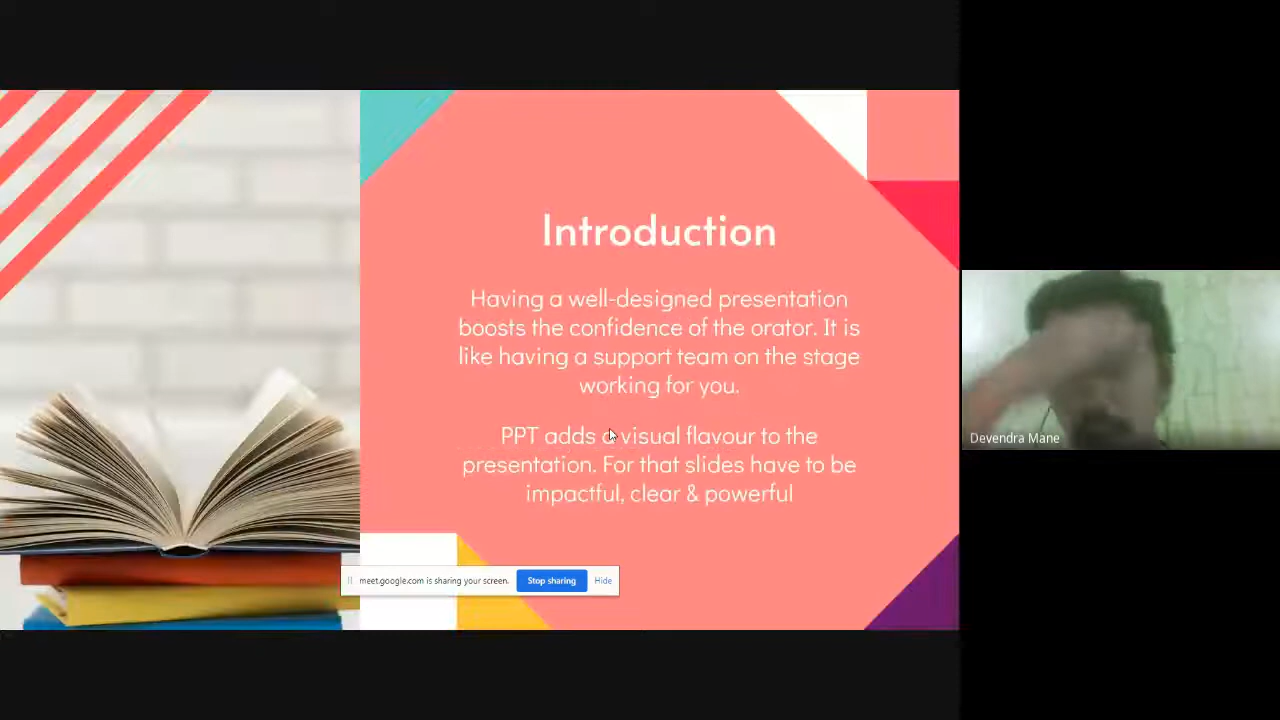 Introduction
Having a well-designed presentation
boosts the confidence of the orator. It is
like having a support team on the stage
working for you.
PPT adds a visual flavour to the
presentation. For that slides have to be
impactful, clear & powerful
meet.google.com is sharing your screen. Stop sharing Hide
Devendra Mane